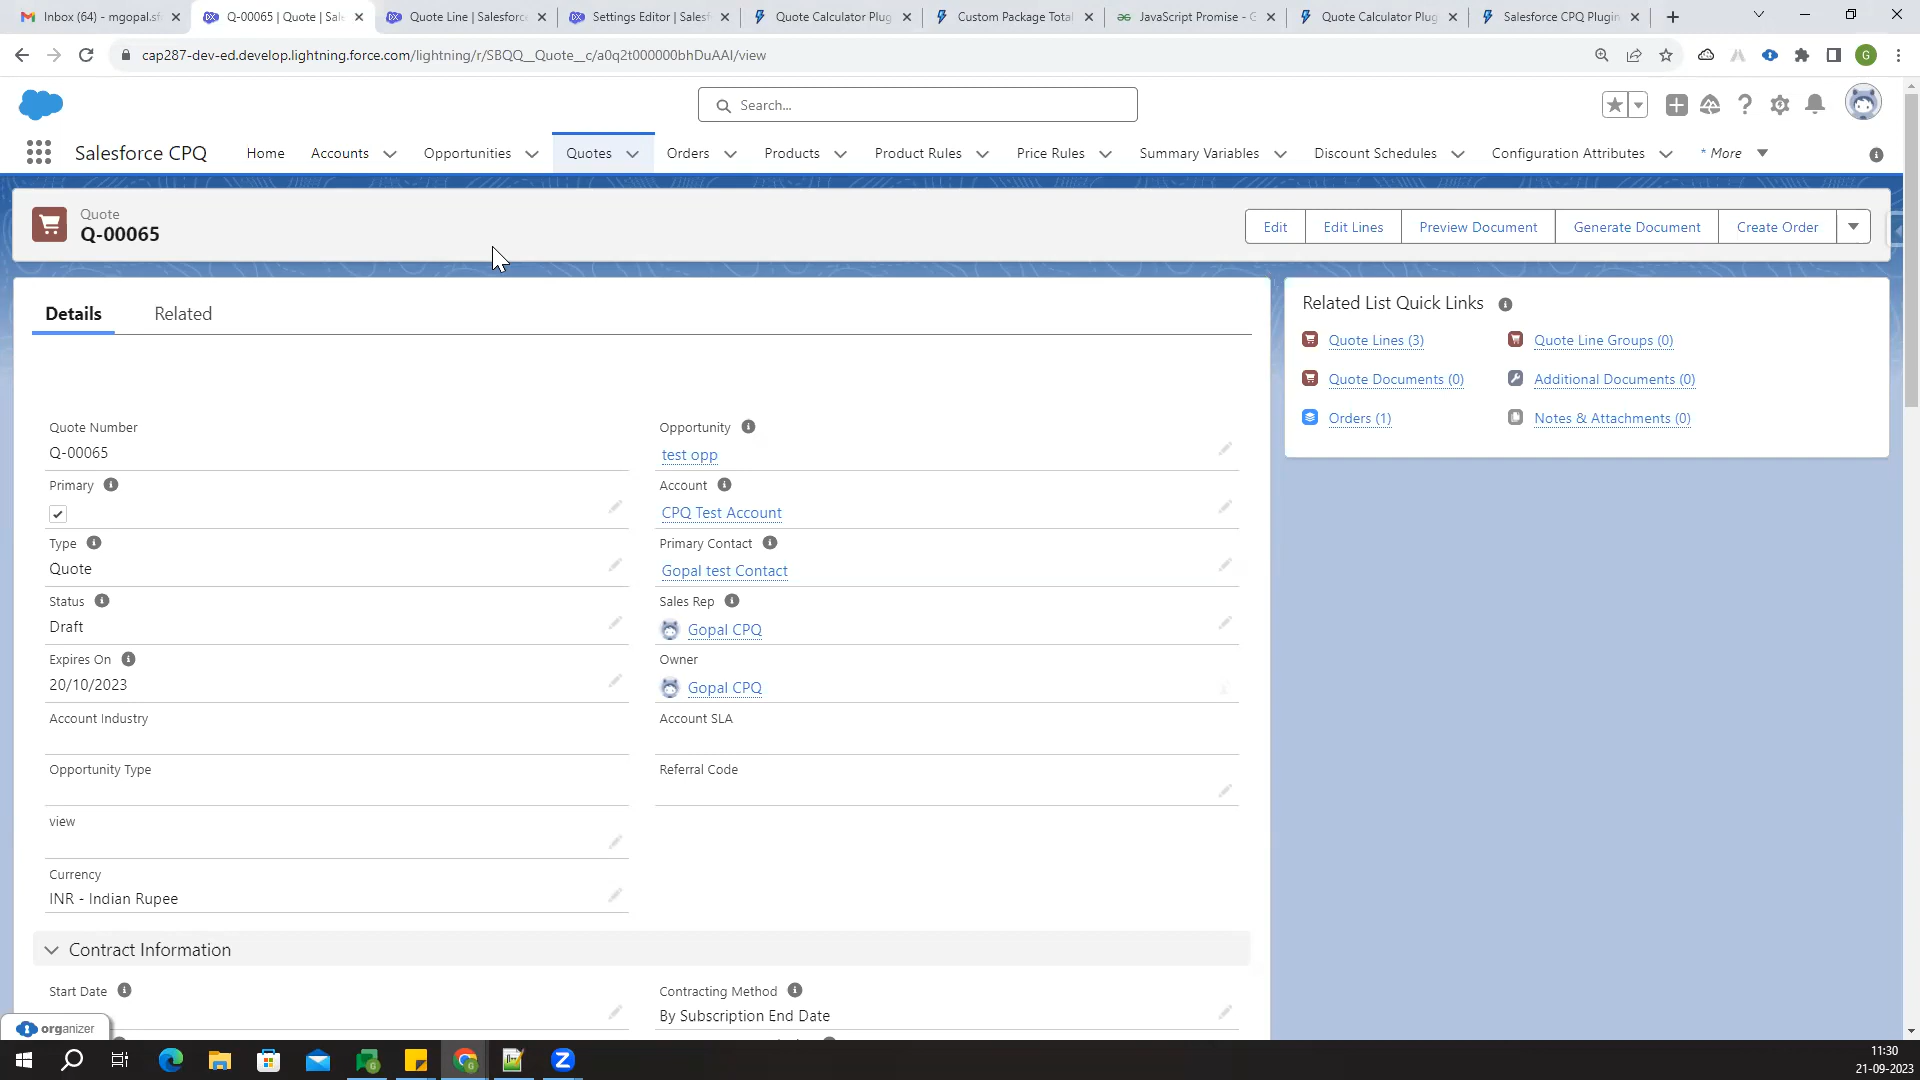 Inbox (64) - mgopal.sf
Q-00065 | Quote | Sale
Quote Line | Salesforce
Settings Editor | Salesf
Quote Calculator Plug
Custom Package Total
JavaScript Promise - G
Quote Calculator Plug
Salesforce CPQ Plugin
cap287-dev-ed.develop.lightning.force.com/lightning/r/SBQQ__Quote__c/a0q2t000000bhDuAAI/view
G
Search...
Salesforce CPQ
Home
Accounts
Opportunities
Quotes
Orders
Products
Product Rules
Price Rules
Summary Variables
Discount Schedules
Configuration Attributes
* More
Quote
Q-00065
Edit
Edit Lines
Preview Document
Generate Document
Create Order
Details
Related
Related List Quick Links
Quote Lines (3)
Quote Line Groups (0)
Quote Documents (0)
Additional Documents (0)
Orders (1)
Notes & Attachments (0)
Quote Number
Q-00065
Opportunity
test opp
Primary
Account
CPQ Test Account
Type
Quote
Primary Contact
Gopal test Contact
Status
Draft
Sales Rep
Gopal CPQ
Expires On
20/10/2023
Owner
Gopal CPQ
Account Industry
Account SLA
Opportunity Type
Referral Code
view
Currency
INR - Indian Rupee
Contract Information
Start Date
Contracting Method
By Subscription End Date
organizer
11:30
21-09-2023